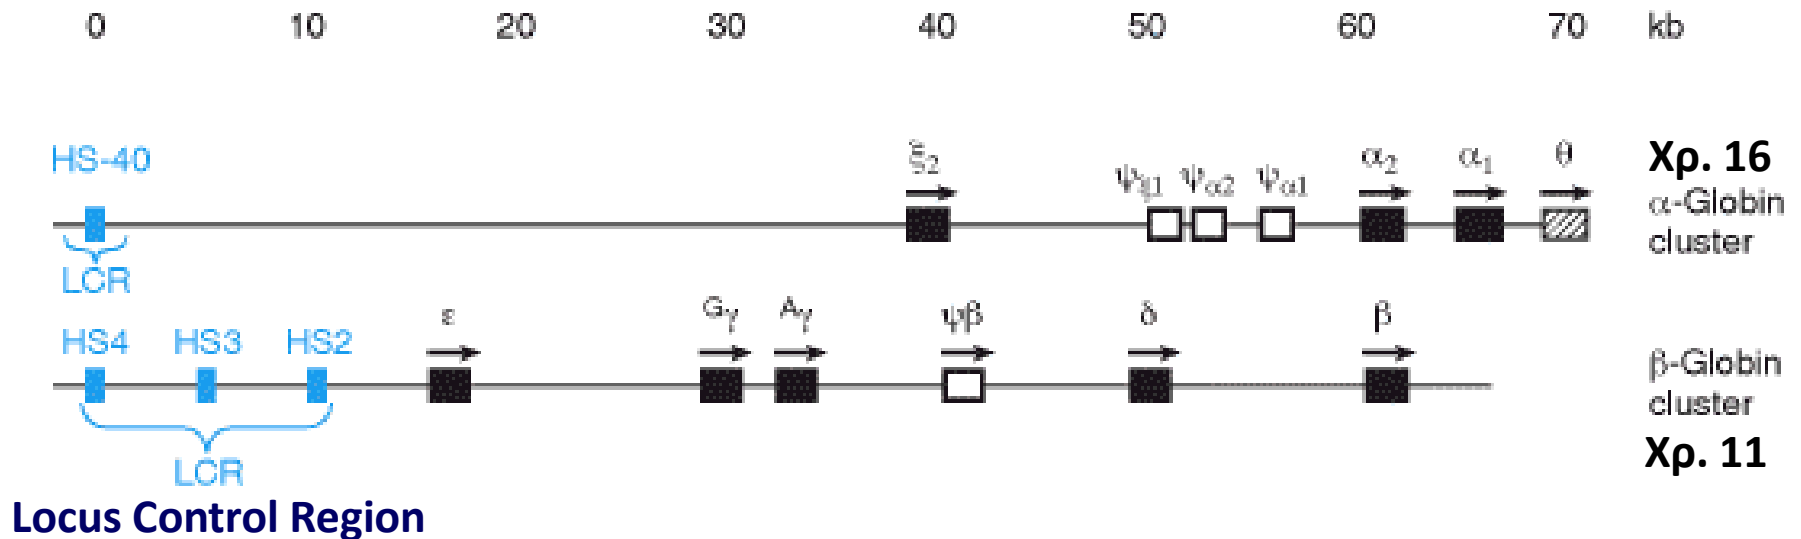 0 10 20 30 40 50 60 70 kb
HS-40 ξ2 ψξ1 ψα2 ψα1 α2 α1 θ Χρ. 16
α-Globin
cluster
LCR
HS4 HS3 HS2 ε Gγ Aγ ψβ δ β
β-Globin
cluster
LCR
Χρ. 11
Locus Control Region